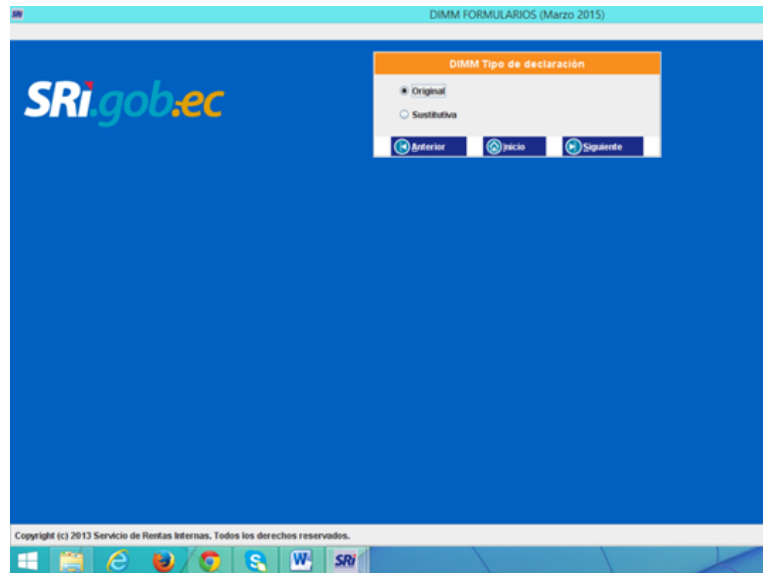 SRi
DIMM FORMULARIOS (Marzo 2015)
DIMM Tipo de declaración
SRi.gob.ec
Original
Sustitutiva
Anterior
Inicio
Siguiente
Copyright (c) 2013 Servicio de Rentas Internas. Todos los derechos reservados.
SRi